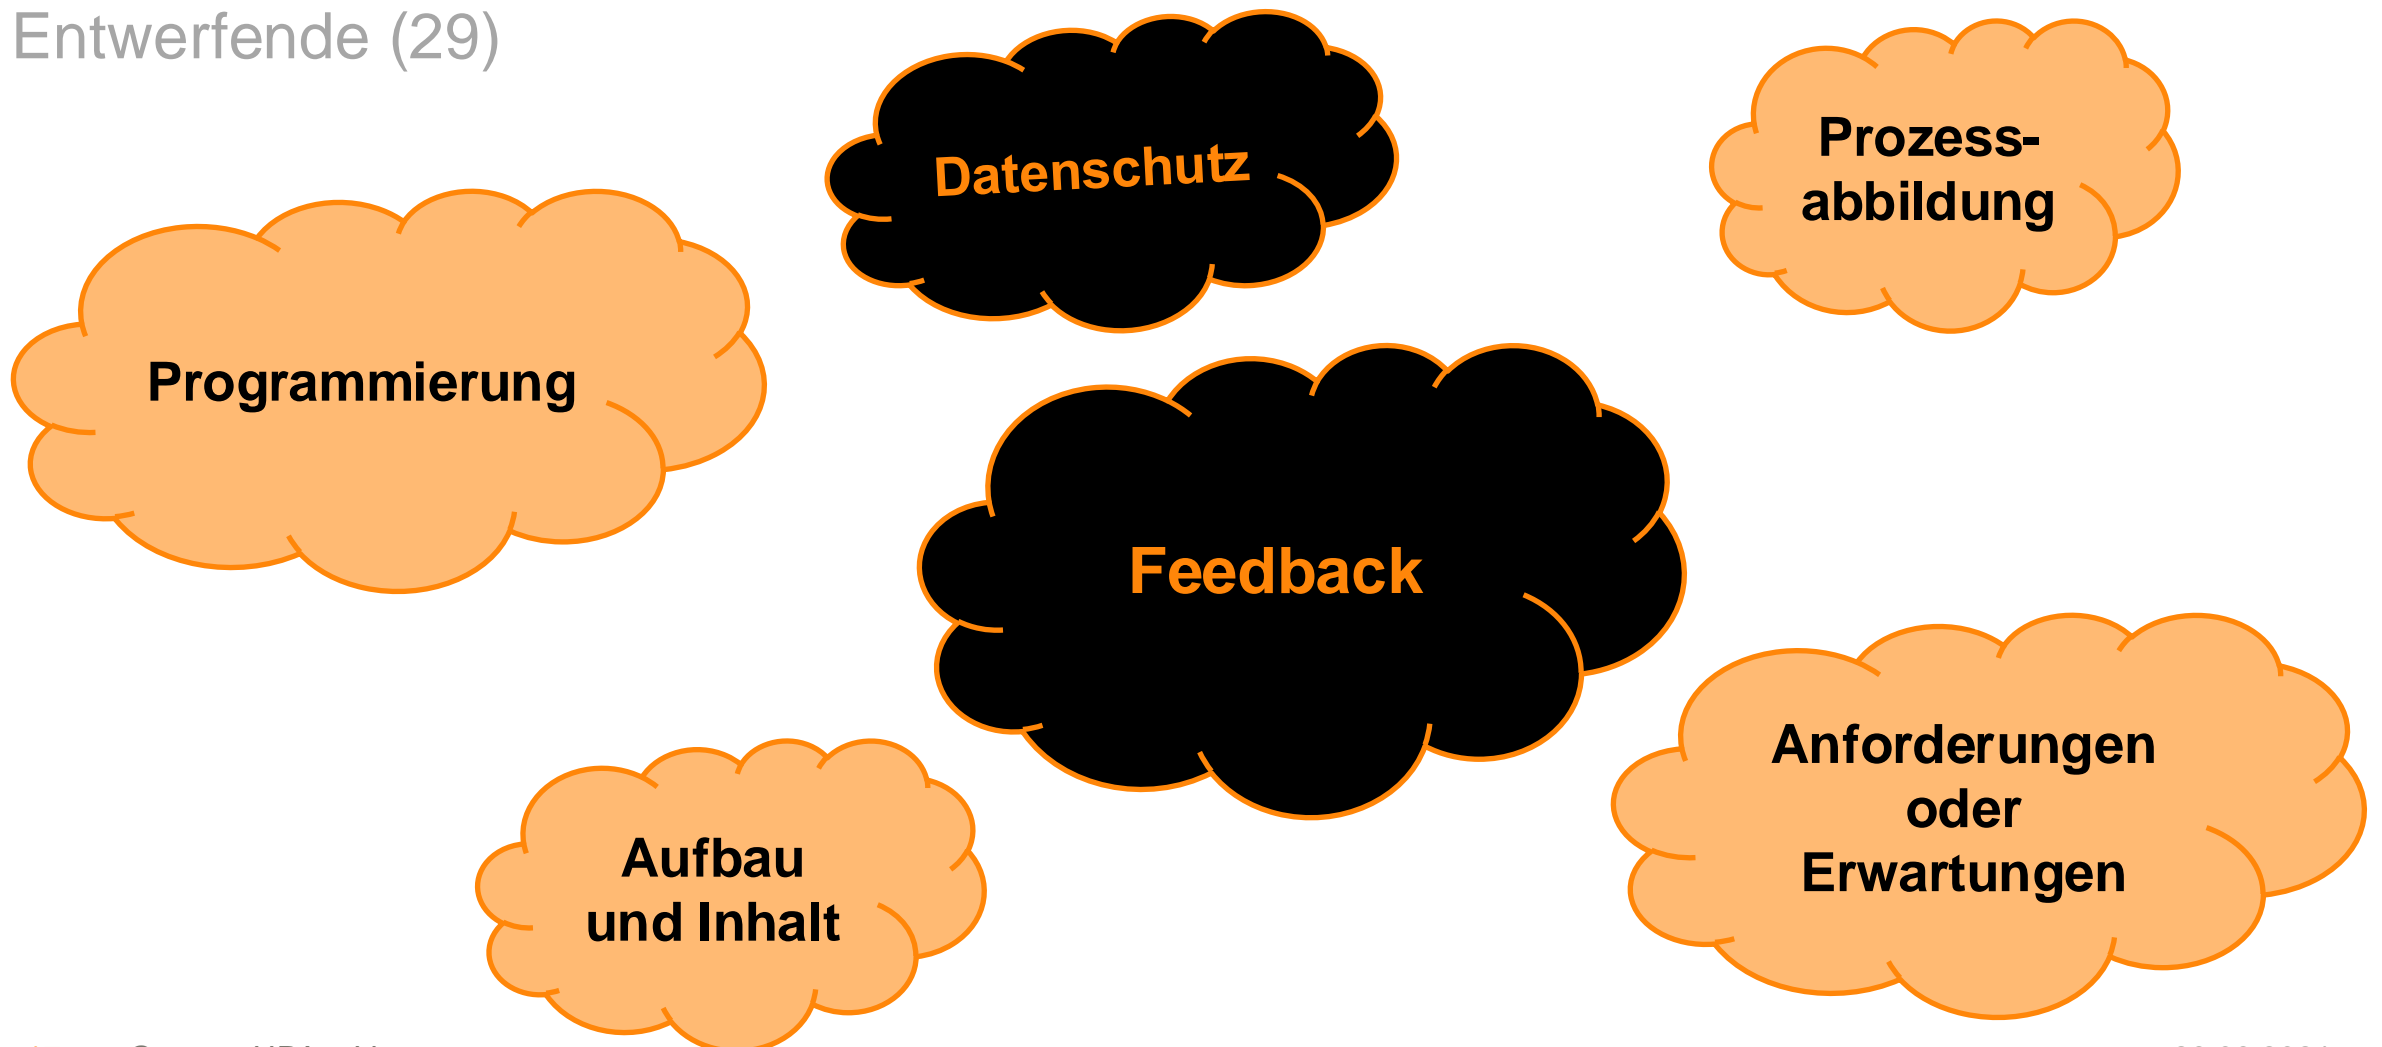 Entwerfende (29)
Datenschutz
Prozess-
abbildung
Programmierung
Feedback
Anforderungen
oder
Erwartungen
Aufbau
und Inhalt